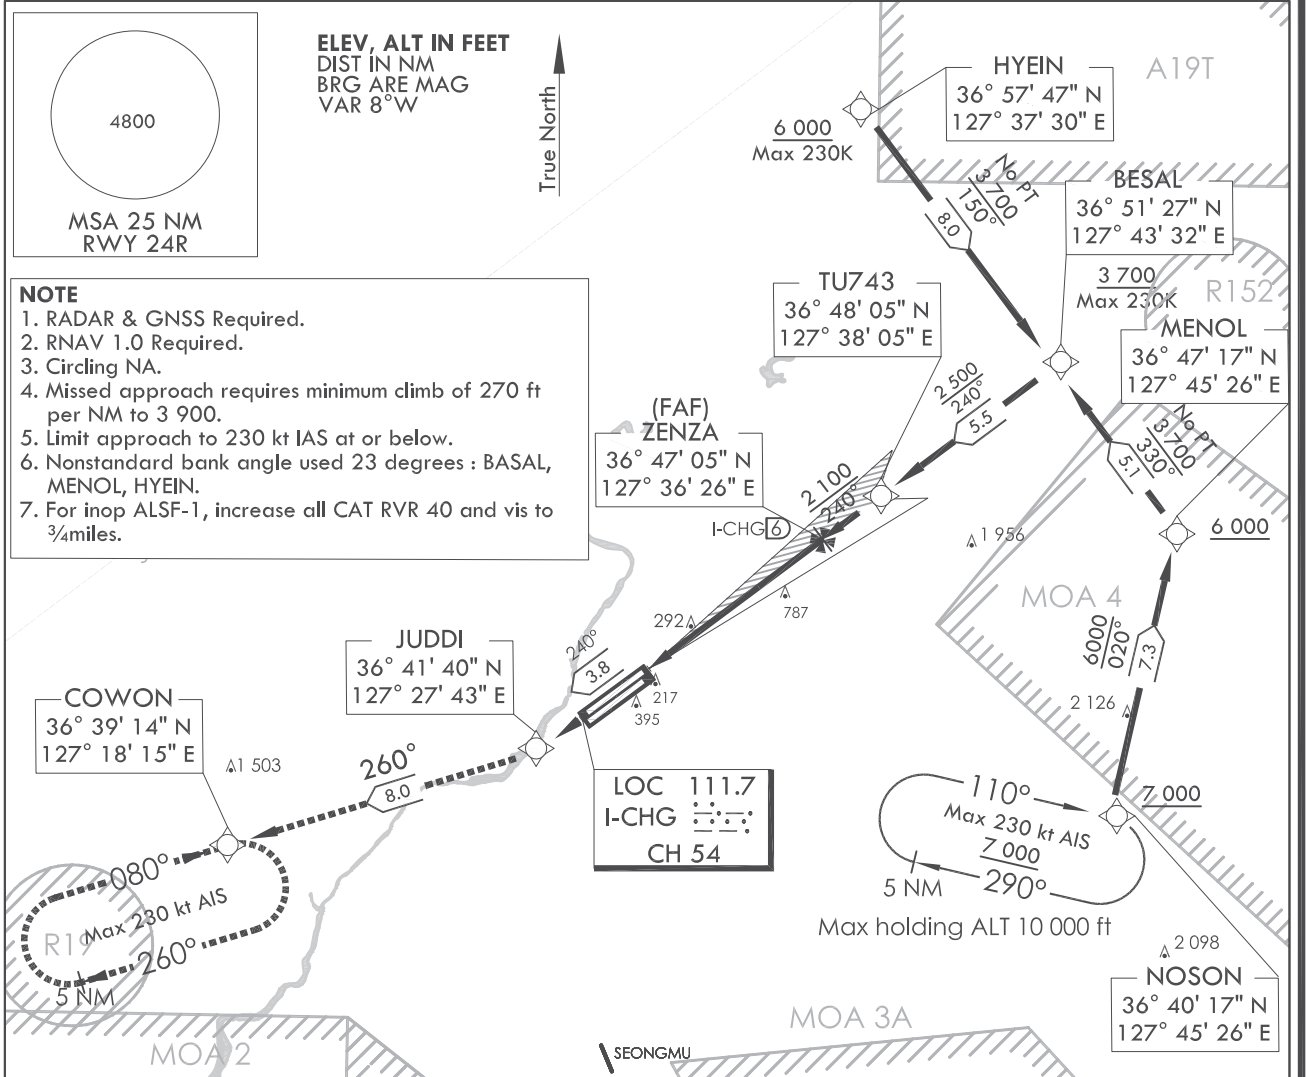 4800
MSA 25 NM
RWY 24R
ELEV, ALT IN FEET
DIST IN NM
BRG ARE MAG
VAR 8°W
True North
NOTE
1. RADAR & GNSS Required.
2. RNAV 1.0 Required.
3. Circling NA.
4. Missed approach requires minimum climb of 270 ft
per NM to 3 900.
5. Limit approach to 230 kt IAS at or below.
6. Nonstandard bank angle used 23 degrees : BASAL,
MENOL, HYEIN.
7. For inop ALSF-1, increase all CAT RVR 40 and vis to
¾miles.
HYEIN
36° 57' 47" N
127° 37' 30" E
A19T
6 000
Max 230K
No PT
3 700
150°
8.0
BESAL
36° 51' 27" N
127° 43' 32" E
3 700
Max 230K
R152
TU743
36° 48' 05" N
127° 38' 05" E
MENOL
36° 47' 17" N
127° 45' 26" E
2 500
240°
5.5
No PT
3 700
330°
5.1
(FAF)
ZENZA
36° 47' 05" N
127° 36' 26" E
2 100
240°
I-CHG 6
6 000
1 956
MOA 4
787
292
6000
020°
7.3
JUDDI
36° 41' 40" N
127° 27' 43" E
240°
3.8
217
395
2 126
COWON
36° 39' 14" N
127° 18' 15" E
1 503
260°
8.0
LOC 111.7
I-CHG
CH 54
110°
Max 230 kt AIS
7 000
290°
5 NM
7 000
Max holding ALT 10 000 ft
080°
Max 230 kt AIS
260°
R19
5 NM
2 098
NOSON
36° 40' 17" N
127° 45' 26" E
MOA 2
SEONGMU
MOA 3A